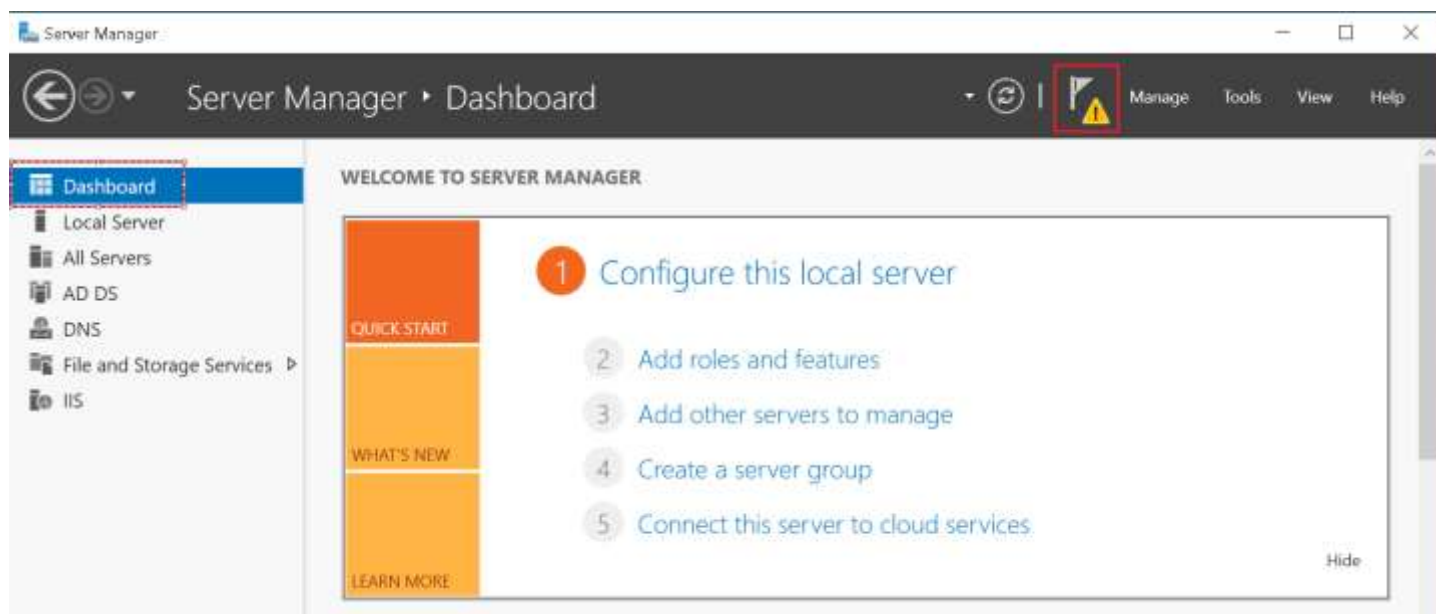 Server Manager
Server Manager ‣ Dashboard
Manage Tools View Help
Dashboard
Local Server
All Servers
AD DS
DNS
File and Storage Services
IIS
WELCOME TO SERVER MANAGER
QUICK START
WHAT'S NEW
LEARN MORE
1 Configure this local server
2 Add roles and features
3 Add other servers to manage
4 Create a server group
5 Connect this server to cloud services
Hide